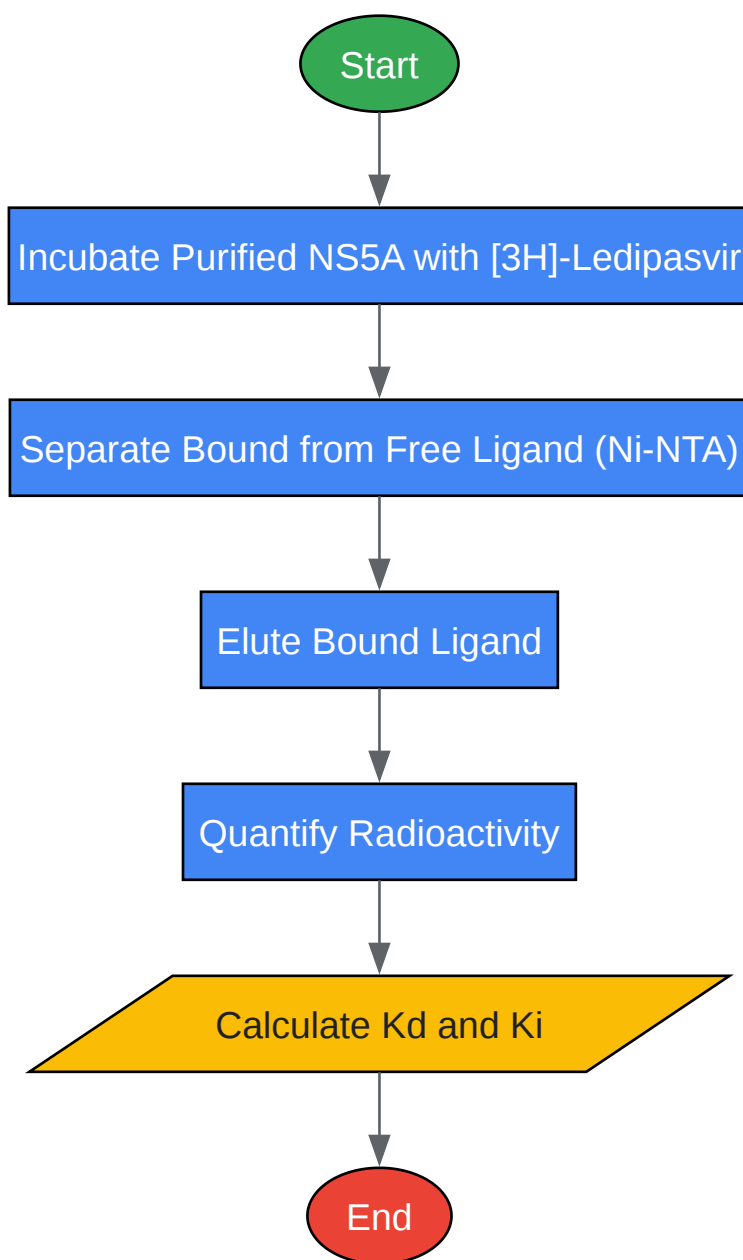 Start
Incubate Purified NS5A with [3H]-Ledipasvir
Separate Bound from Free Ligand (Ni-NTA)
Elute Bound Ligand
Quantify Radioactivity
Calculate Kd and Ki
End